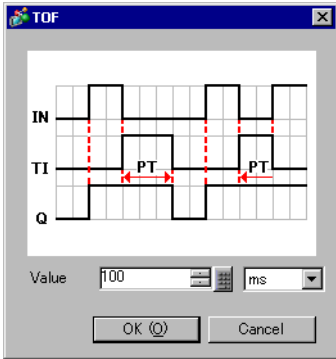 TOF
IN
TI PT PT
Q
Value 100 ms
OK (O) Cancel